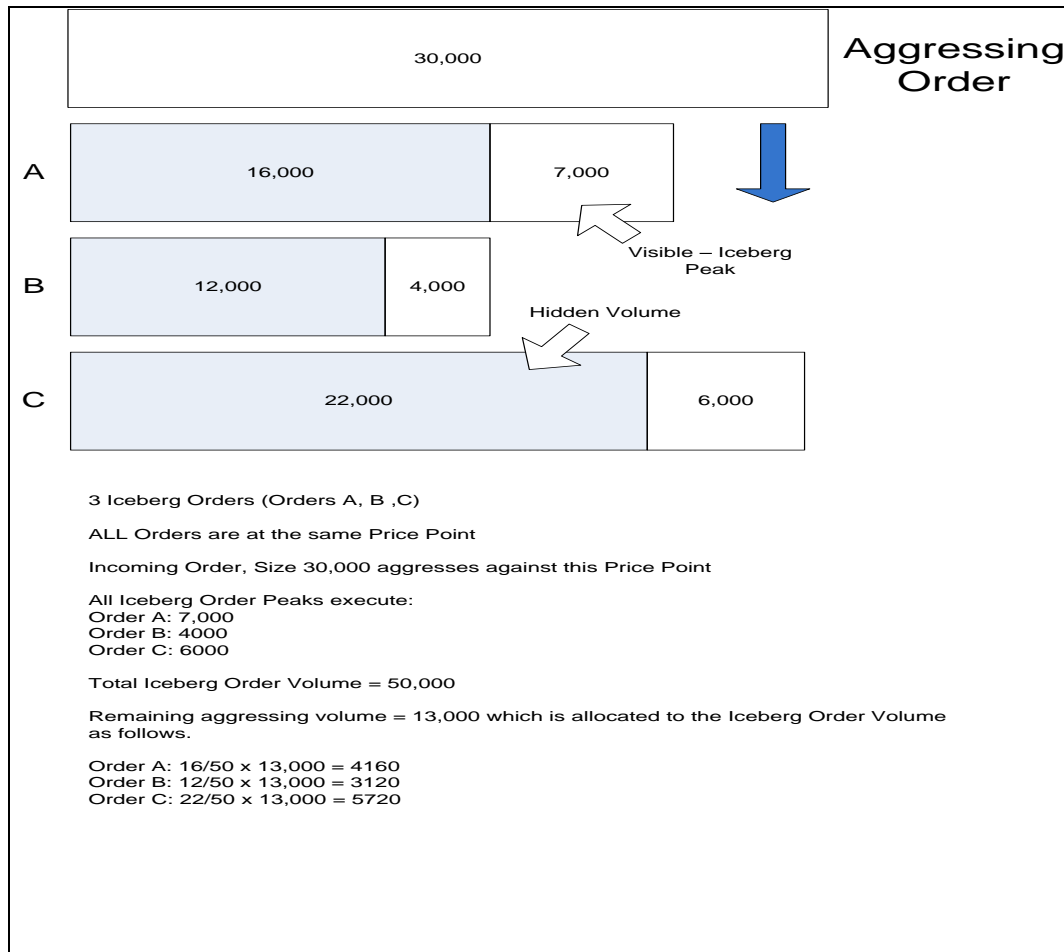 30,000
Aggressing
Order
A
16,000
7,000
Visible – Iceberg
Peak
B
12,000
4,000
Hidden Volume
C
22,000
6,000
3 Iceberg Orders (Orders A, B ,C)
ALL Orders are at the same Price Point
Incoming Order, Size 30,000 aggresses against this Price Point
All Iceberg Order Peaks execute:
Order A: 7,000
Order B: 4000
Order C: 6000
Total Iceberg Order Volume = 50,000
Remaining aggressing volume = 13,000 which is allocated to the Iceberg Order Volume
as follows.
Order A: 16/50 x 13,000 = 4160
Order B: 12/50 x 13,000 = 3120
Order C: 22/50 x 13,000 = 5720